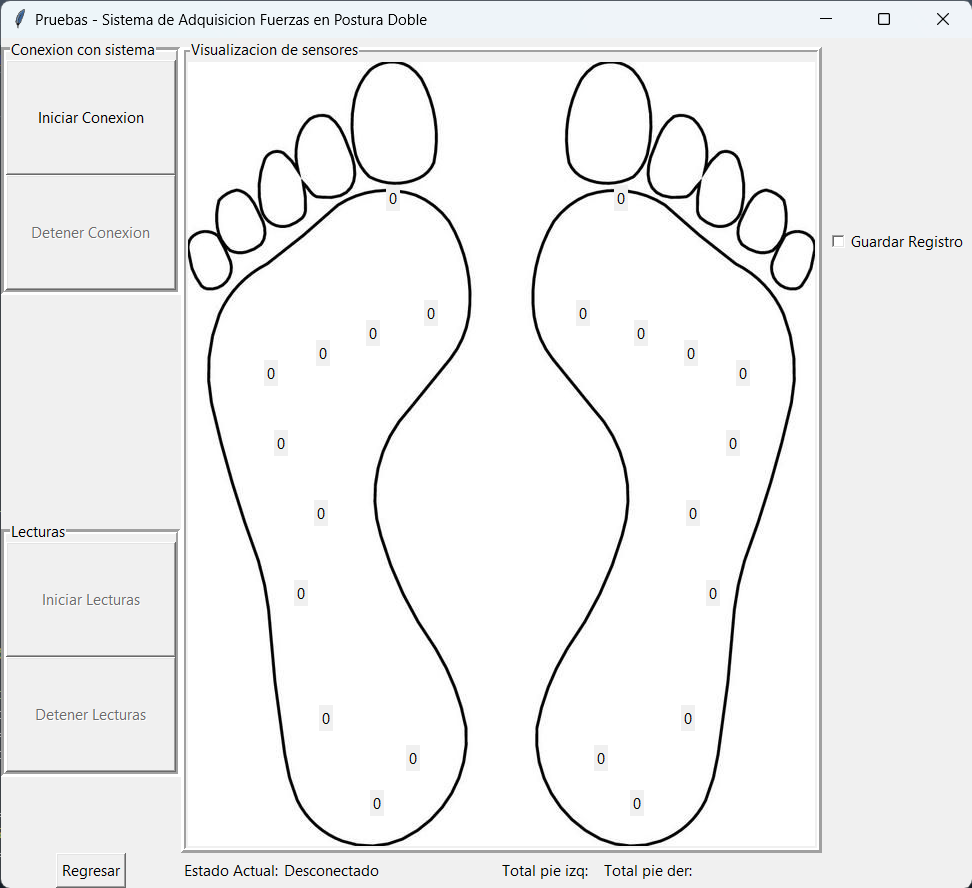 Pruebas - Sistema de Adquisicion Fuerzas en Postura Doble
Conexion con sistema
Iniciar Conexion
Detener Conexion
Lecturas
Iniciar Lecturas
Detener Lecturas
Regresar
Visualizacion de sensores
0 0
0 0
0 0
0 0
0 0
0 0
0 0
0 0
0 0
0 0
0 0
Guardar Registro
Estado Actual: Desconectado
Total pie izq: Total pie der: